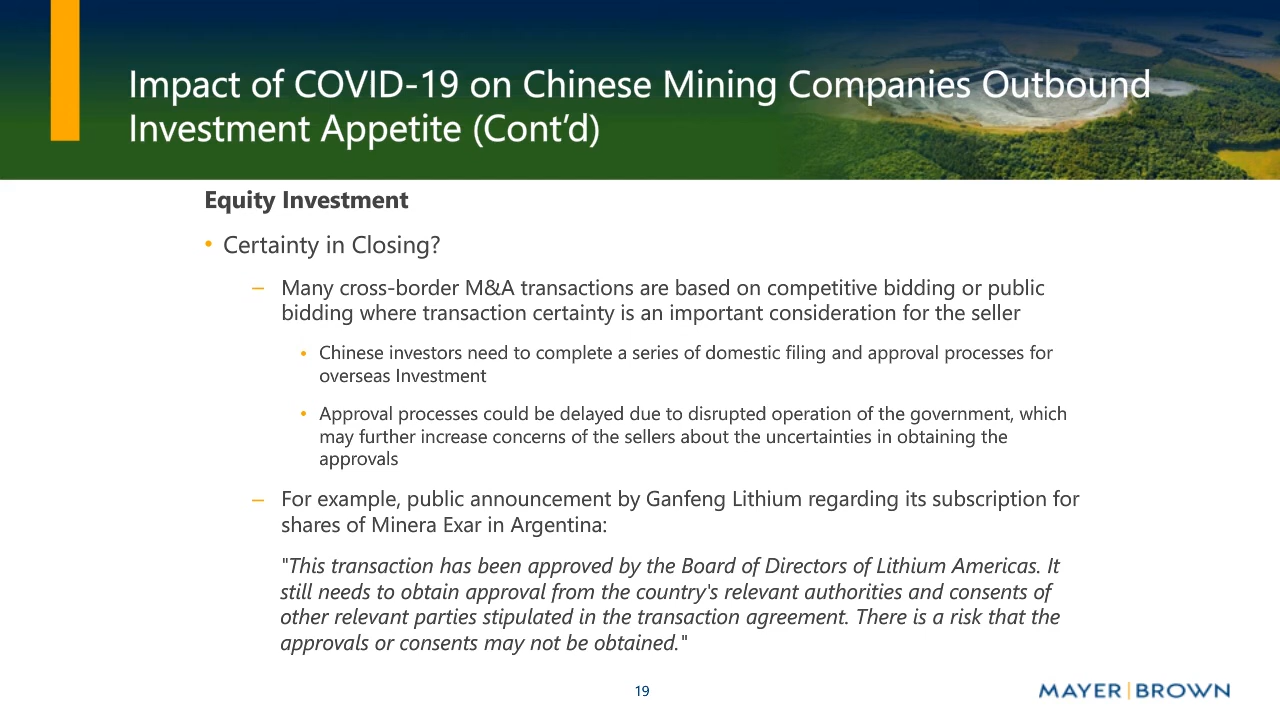 Impact of COVID-19 on Chinese Mining Companies Outbound
Investment Appetite (Cont’d)
Equity Investment
• Certainty in Closing?
– Many cross-border M&A transactions are based on competitive bidding or public
bidding where transaction certainty is an important consideration for the seller
• Chinese investors need to complete a series of domestic filing and approval processes for
overseas Investment
• Approval processes could be delayed due to disrupted operation of the government, which
may further increase concerns of the sellers about the uncertainties in obtaining the
approvals
– For example, public announcement by Ganfeng Lithium regarding its subscription for
shares of Minera Exar in Argentina:
"This transaction has been approved by the Board of Directors of Lithium Americas. It
still needs to obtain approval from the country's relevant authorities and consents of
other relevant parties stipulated in the transaction agreement. There is a risk that the
approvals or consents may not be obtained."
19
MAYER|BROWN